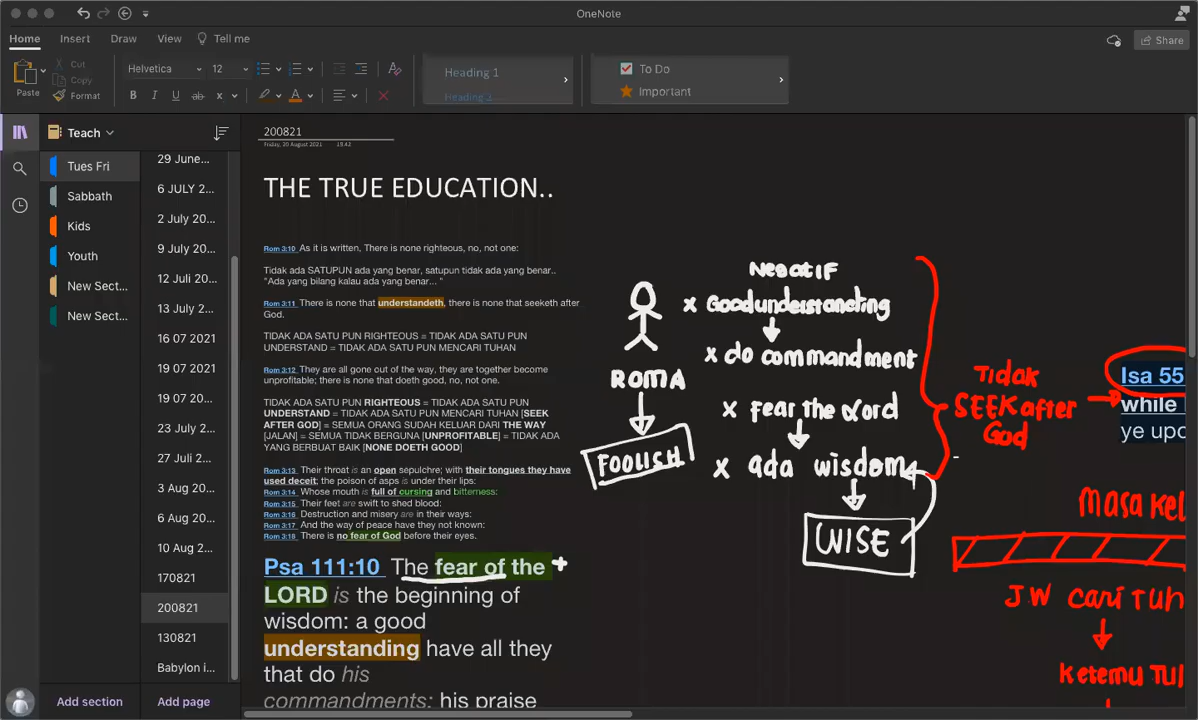 OneNote
Home Insert Draw View Tell me
Share
Paste
Cut
Copy
Format
Helvetica 12
B I U ab x A
Heading 1
Heading 2
To Do
Important
Teach
Tues Fri
Sabbath
Kids
Youth
New Sect...
New Sect...
29 June...
6 JULY 2...
2 July 20...
9 July 20...
12 Juli 20...
13 July 2...
16 07 2021
19 07 2021
23 July 2...
27 Juli 2...
3 Aug 20...
6 Aug 20...
10 Aug 2...
170821
200821
130821
Babylon i...
Add section
Add page
200821
Friday, 20 August 2021 18.42
THE TRUE EDUCATION..
Rom 3:10 As it is written, There is none righteous, no, not one:
Tidak ada SATUPUN ada yang benar, satupun tidak ada yang benar..
"Ada yang bilang kalau ada yang benar... "
Rom 3:11 There is none that understandeth, there is none that seeketh after
God.
TIDAK ADA SATU PUN RIGHTEOUS = TIDAK ADA SATU PUN
UNDERSTAND = TIDAK ADA SATU PUN MENCARI TUHAN
Rom 3:12 They are all gone out of the way, they are together become
unprofitable; there is none that doeth good, no, not one.
TIDAK ADA SATU PUN RIGHTEOUS = TIDAK ADA SATU PUN
UNDERSTAND = TIDAK ADA SATU PUN MENCARI TUHAN [SEEK
AFTER GOD] = SEMUA ORANG SUDAH KELUAR DARI THE WAY
[JALAN] = SEMUA TIDAK BERGUNA [UNPROFITABLE] = TIDAK ADA
YANG BERBUAT BAIK [NONE DOETH GOOD]
Rom 3:13 Their throat is an open sepulchre; with their tongues they have
used deceit; the poison of asps is under their lips:
Rom 3:14 Whose mouth is full of cursing and bitterness:
Rom 3:15 Their feet are swift to shed blood:
Rom 3:16 Destruction and misery are in their ways:
Rom 3:17 And the way of peace have they not known:
Rom 3:18 There is no fear of God before their eyes.
Psa 111:10 The fear of the
LORD is the beginning of
wisdom: a good
understanding have all they
that do his
commandments: his praise
ROMA
FOOLISH
NEGATIF
x Good understanding
x do commandment
x fear the Lord
x ada wisdom
WISE
Tidak
SEEK after
God
Isa 55
while
ye upo
Masa Kel
JW cari TUH
Ketemu TUH